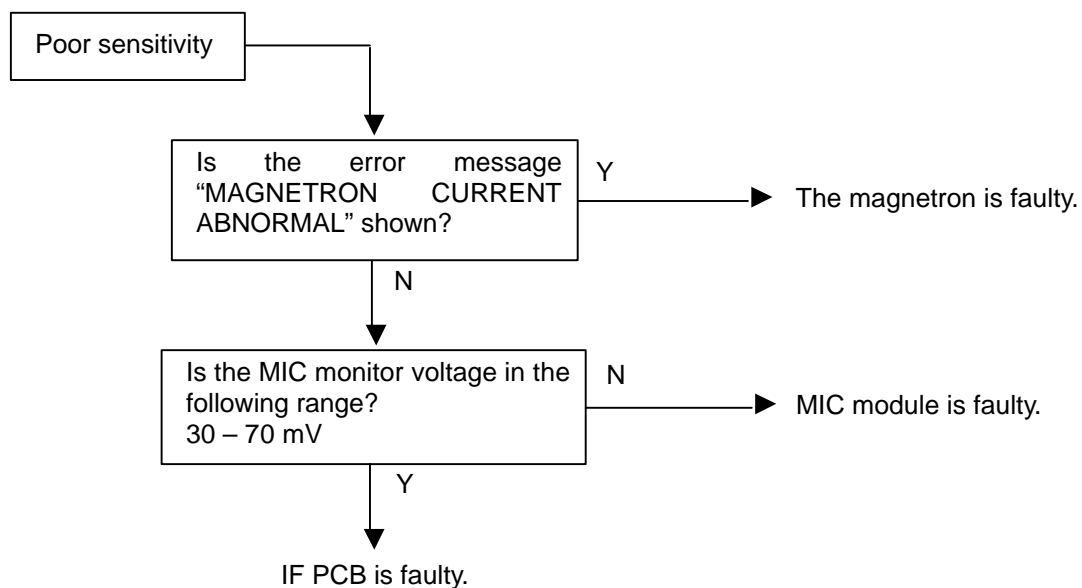 Poor sensitivity
Is the error message
“MAGNETRON CURRENT
ABNORMAL” shown?
Y
The magnetron is faulty.
N
Is the MIC monitor voltage in the
following range?
30 – 70 mV
N
MIC module is faulty.
Y
IF PCB is faulty.